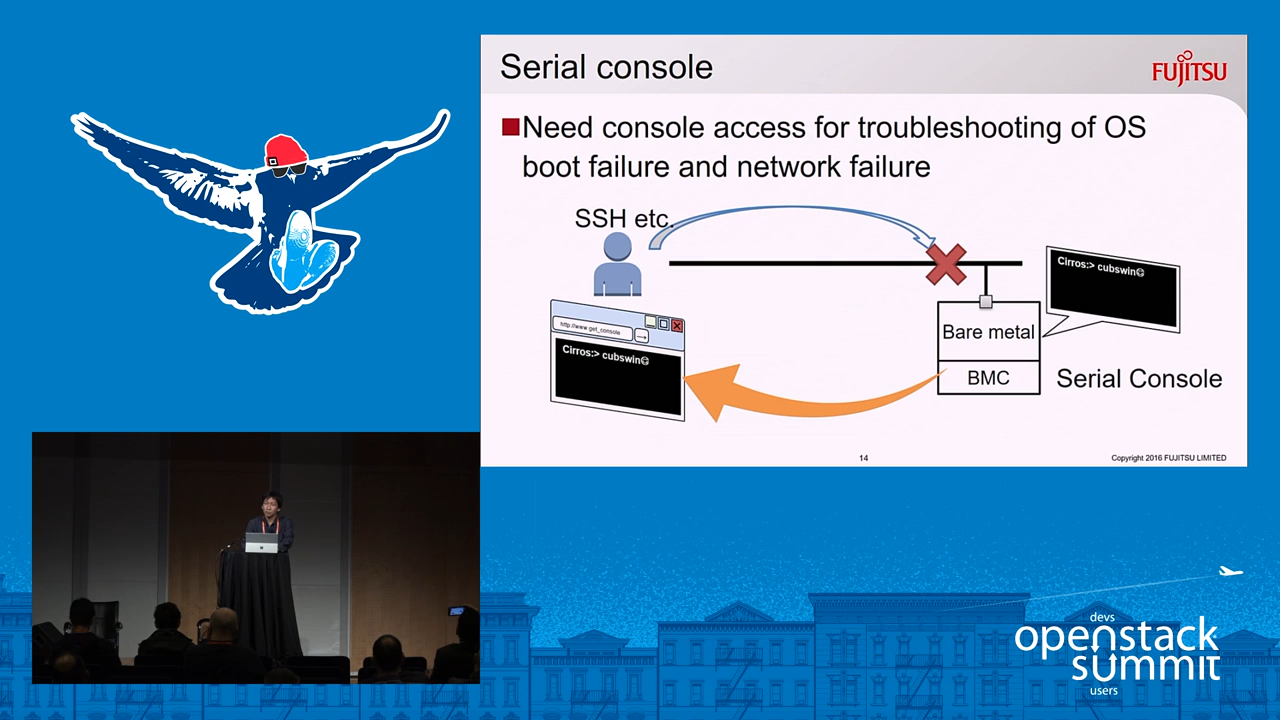 Serial console
FUJITSU
Need console access for troubleshooting of OS
boot failure and network failure
SSH etc.
Cirros:> cubswin☺
http://www get_console
Cirros:> cubswin☺
Bare metal
BMC
Serial Console
14
Copyright 2016 FUJITSU LIMITED
devs
openstack
summit
users